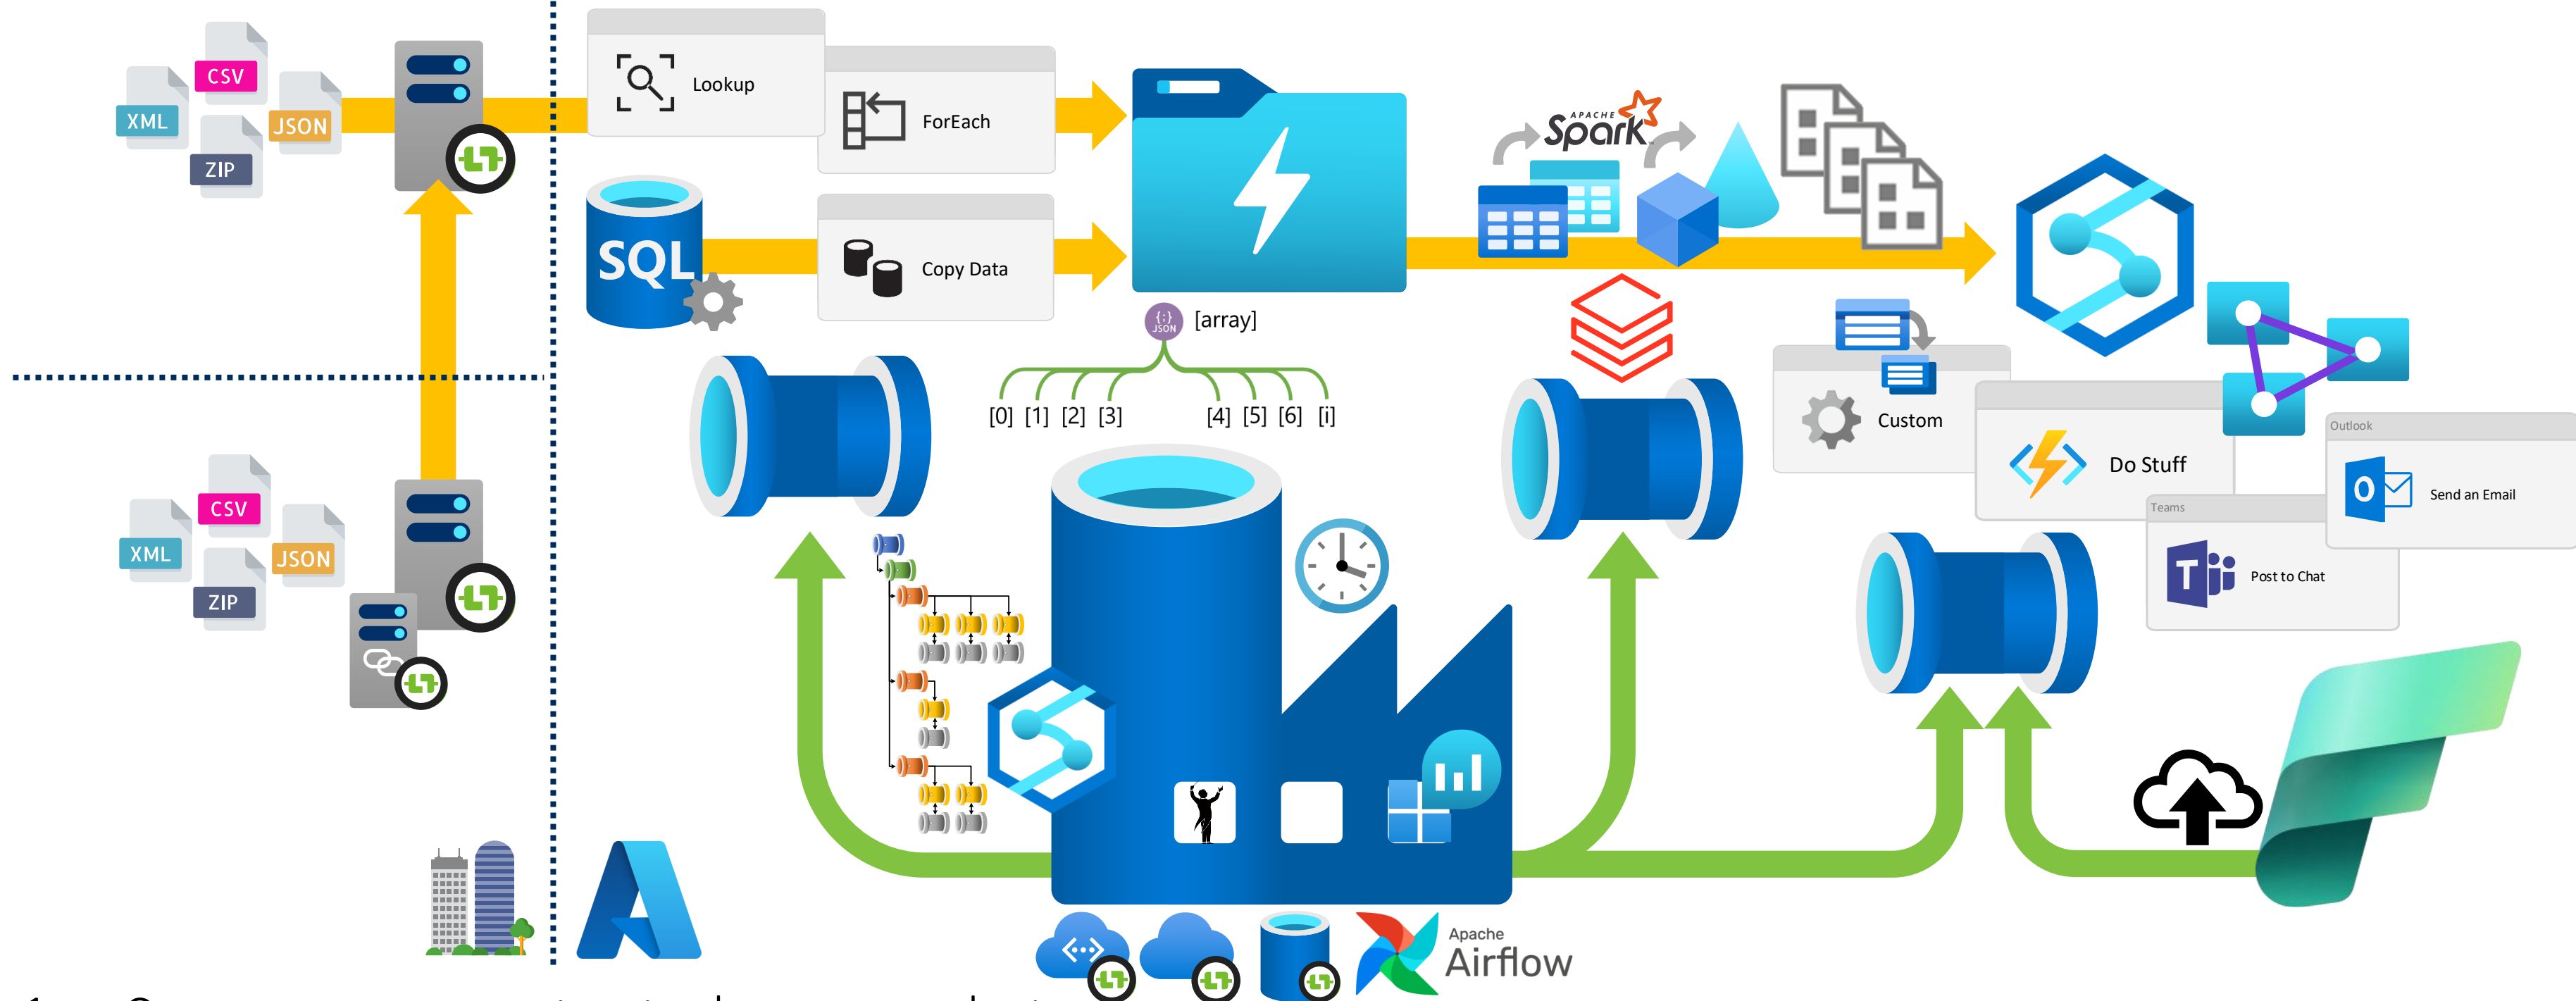 CSV
XML
JSON
ZIP
Lookup
ForEach
SQL
Copy Data
{;}
JSON
[array]
[0] [1] [2] [3] [4] [5] [6] [i]
APACHE
Spark
Custom
Do Stuff
Outlook
O
Send an Email
Teams
T
Post to Chat
CSV
XML
JSON
ZIP
Apache
Airflow